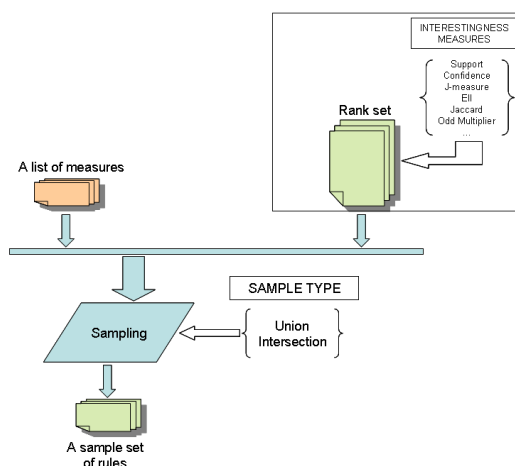 INTERESTINGNESS
MEASURES
Support
Confidence
J-measure
EII
Jaccard
Odd Multiplier
...
Rank set
A list of measures
SAMPLE TYPE
Union
Intersection
Sampling
A sample set
of rules